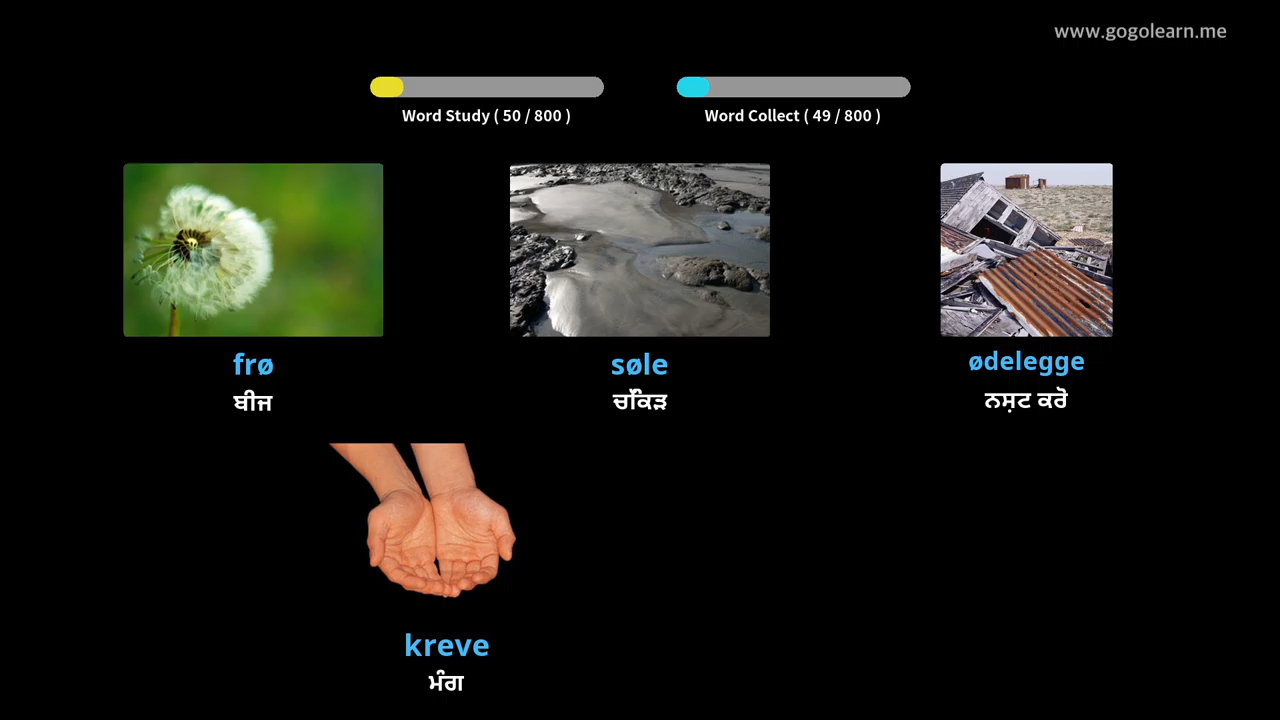 www.gogolearn.me
Word Study ( 50 / 800 )
Word Collect ( 49 / 800 )
frø
ਬੀਜ
søle
ਚਿੱਕੜ
ødelegge
ਨਸ਼ਟ ਕਰੋ
kreve
ਮੰਗ